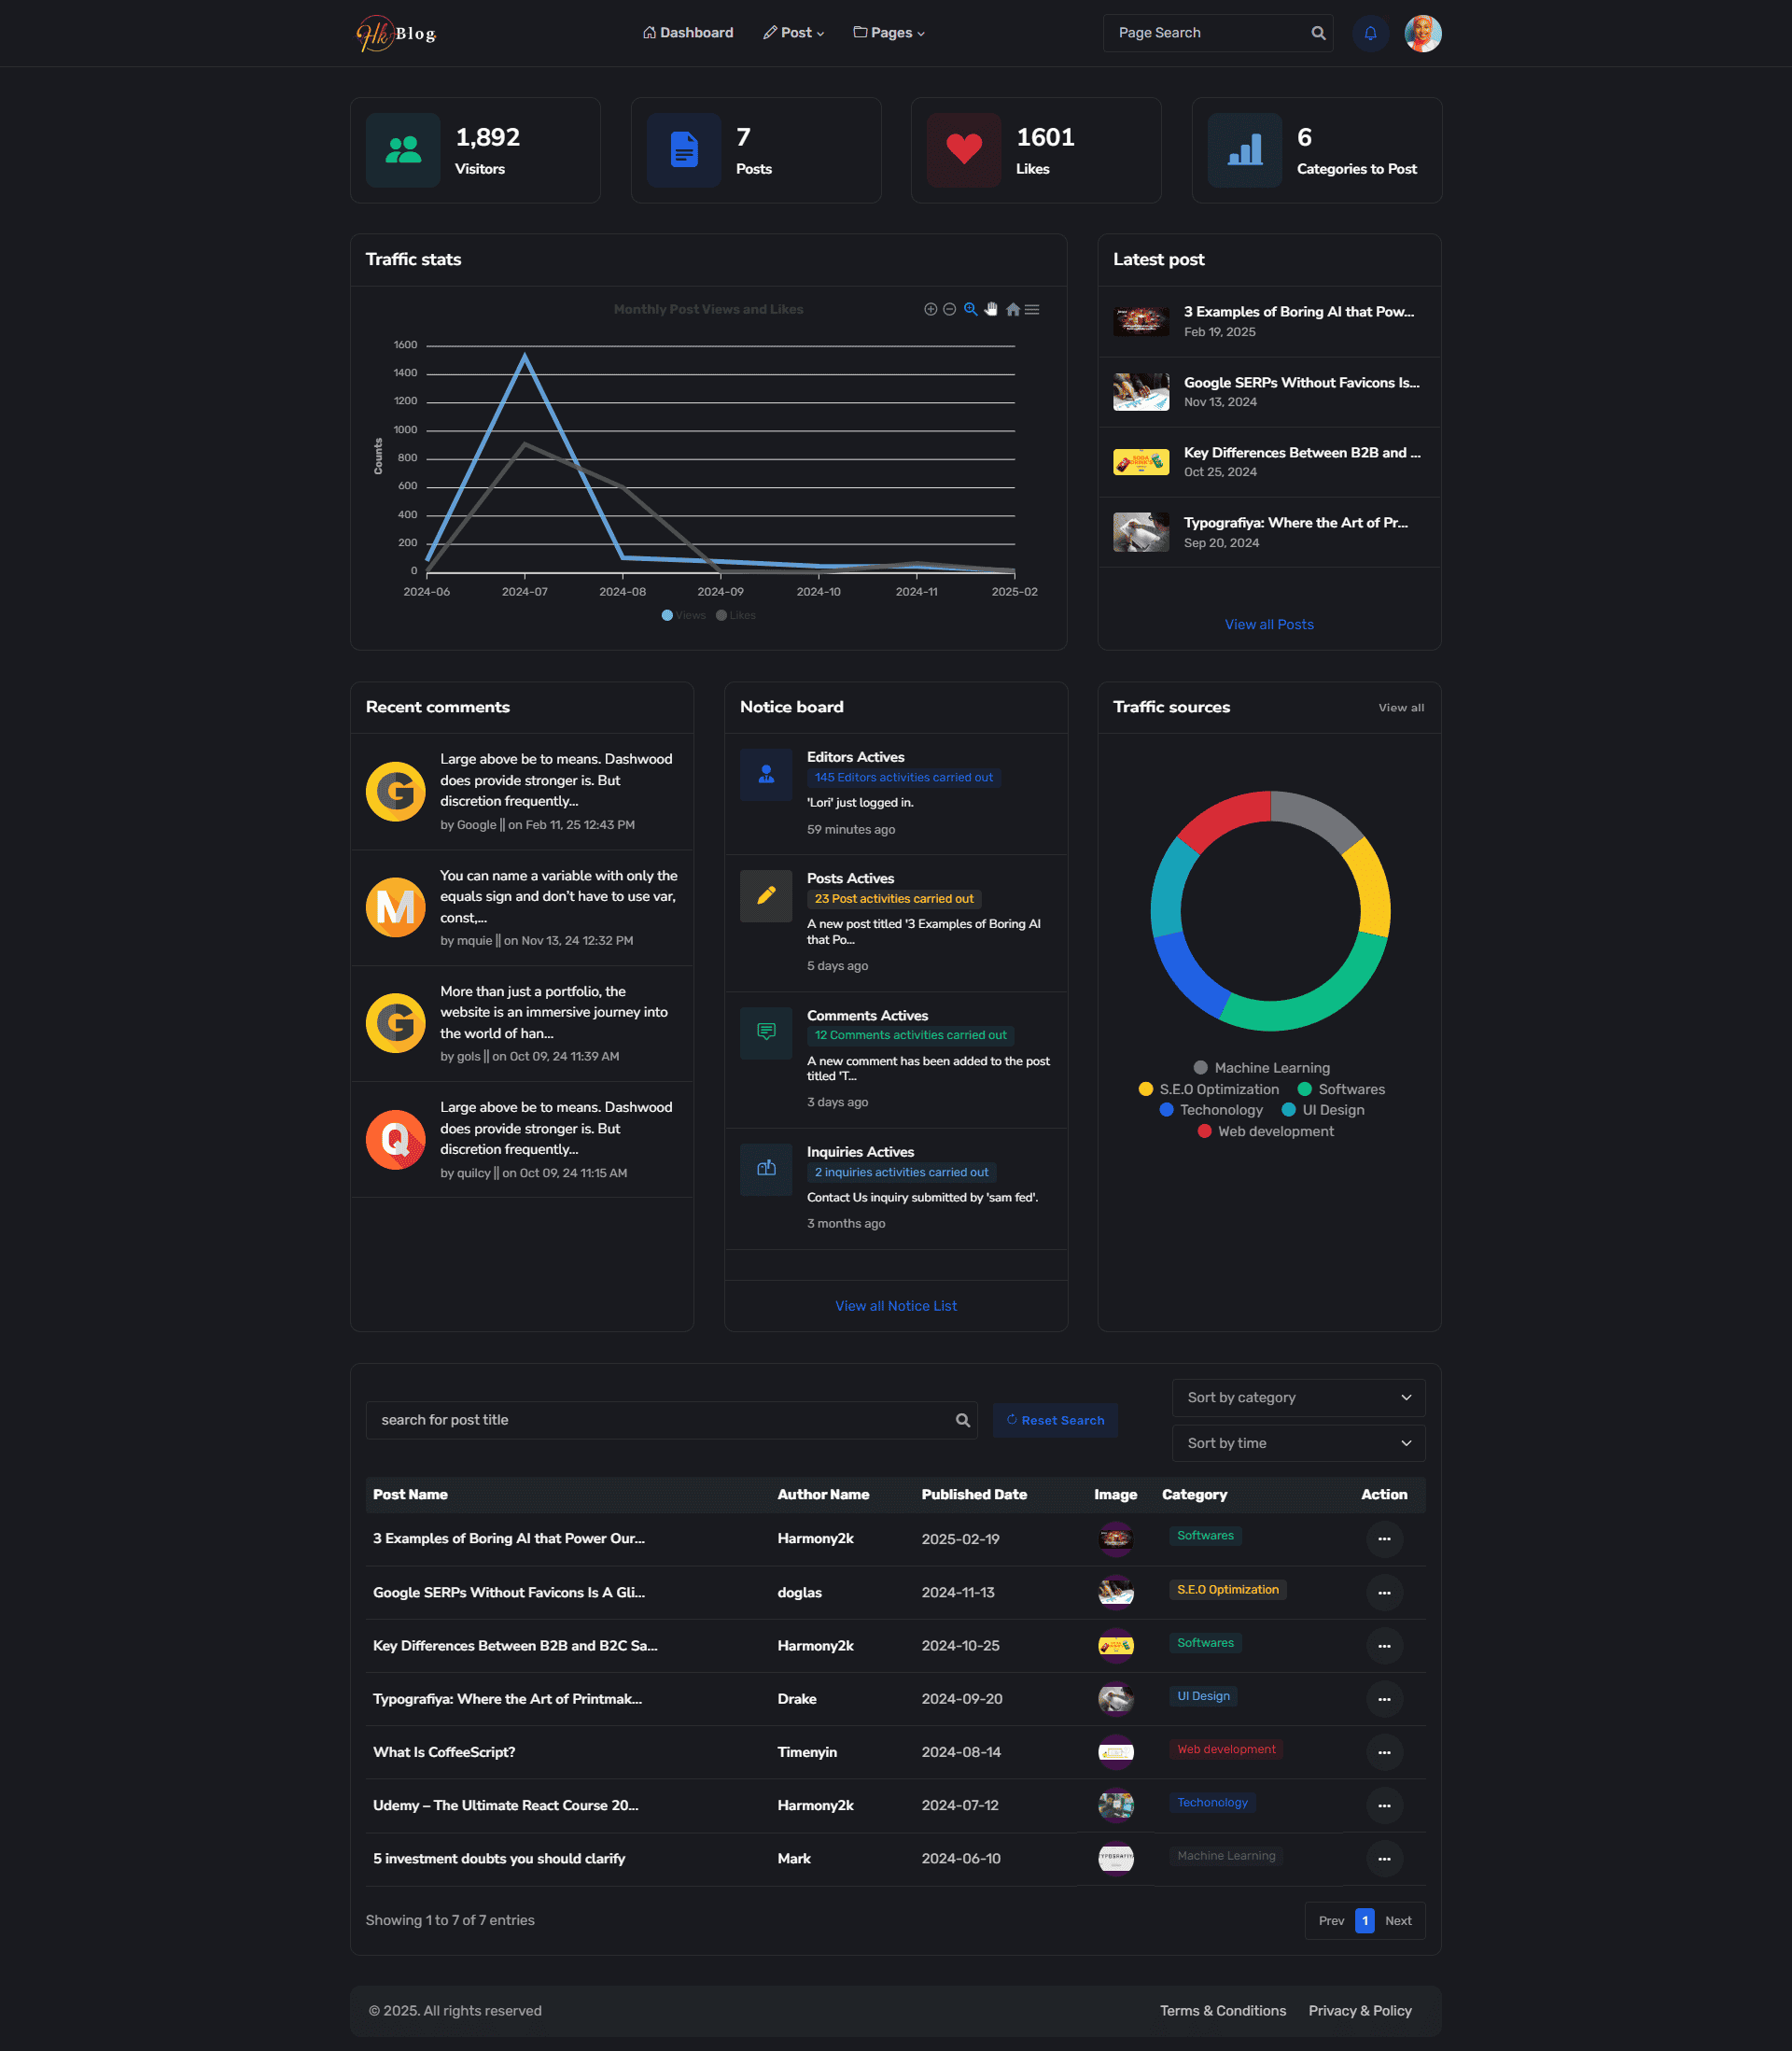 Hk Blog
Dashboard
Post
Pages
Page Search
1,892
Visitors
7
Posts
1601
Likes
6
Categories to Post
Traffic stats
Monthly Post Views and Likes
1600
1400
1200
1000
800
600
400
200
0
Counts
2024-06 2024-07 2024-08 2024-09 2024-10 2024-11 2025-02
Views Likes
Latest post
3 Examples of Boring AI that Pow...
Feb 19, 2025
Google SERPs Without Favicons Is...
Nov 13, 2024
Key Differences Between B2B and ...
Oct 25, 2024
Typografiya: Where the Art of Pr...
Sep 20, 2024
View all Posts
Recent comments
G
Large above be to means. Dashwood
does provide stronger is. But
discretion frequently...
by Google || on Feb 11, 25 12:43 PM
M
You can name a variable with only the
equals sign and don't have to use var,
const,...
by mquie || on Nov 13, 24 12:32 PM
G
More than just a portfolio, the
website is an immersive journey into
the world of han...
by gols || on Oct 09, 24 11:39 AM
Q
Large above be to means. Dashwood
does provide stronger is. But
discretion frequently...
by quilcy || on Oct 09, 24 11:15 AM
Notice board
Editors Actives
145 Editors activities carried out
'Lori' just logged in.
59 minutes ago
Posts Actives
23 Post activities carried out
A new post titled '3 Examples of Boring AI
that Po...
5 days ago
Comments Actives
12 Comments activities carried out
A new comment has been added to the post
titled 'T...
3 days ago
Inquiries Actives
2 inquiries activities carried out
Contact Us inquiry submitted by 'sam fed'.
3 months ago
View all Notice List
Traffic sources
View all
Machine Learning
S.E.O Optimization Softwares
Techonology UI Design
Web development
search for post title
Reset Search
Sort by category
Sort by time
Post Name Author Name Published Date Image Category Action
3 Examples of Boring AI that Power Our... Harmony2k 2025-02-19 Softwares
Google SERPs Without Favicons Is A Gli... doglas 2024-11-13 S.E.O Optimization
Key Differences Between B2B and B2C Sa... Harmony2k 2024-10-25 Softwares
Typografiya: Where the Art of Printmak... Drake 2024-09-20 UI Design
What Is CoffeeScript? Timenyin 2024-08-14 Web development
Udemy – The Ultimate React Course 20... Harmony2k 2024-07-12 Techonology
5 investment doubts you should clarify Mark 2024-06-10 Machine Learning
Showing 1 to 7 of 7 entries
Prev 1 Next
© 2025. All rights reserved
Terms & Conditions
Privacy & Policy